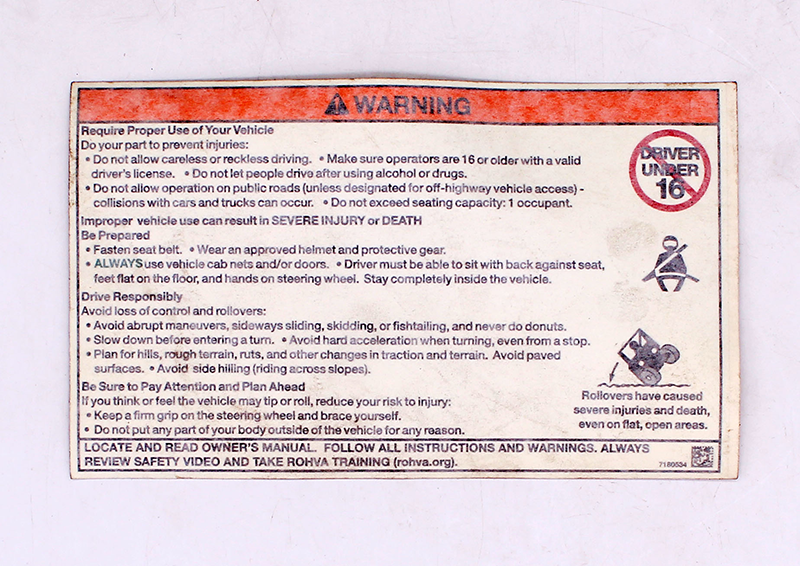 WARNING
Require Proper Use of Your Vehicle
Do your part to prevent injuries:
• Do not allow careless or reckless driving. • Make sure operators are 16 or older with a valid
driver's license. • Do not let people drive after using alcohol or drugs.
• Do not allow operation on public roads (unless designated for off-highway vehicle access) -
collisions with cars and trucks can occur. • Do not exceed seating capacity: 1 occupant.
Improper vehicle use can result in SEVERE INJURY or DEATH
Be Prepared
• Fasten seat belt. • Wear an approved helmet and protective gear.
• ALWAYS use vehicle cab nets and/or doors. • Driver must be able to sit with back against seat,
feet flat on the floor, and hands on steering wheel. Stay completely inside the vehicle.
Drive Responsibly
Avoid loss of control and rollovers:
• Avoid abrupt maneuvers, sideways sliding, skidding, or fishtailing, and never do donuts.
• Slow down before entering a turn. • Avoid hard acceleration when turning, even from a stop.
• Plan for hills, rough terrain, ruts, and other changes in traction and terrain. Avoid paved
surfaces. • Avoid side hilling (riding across slopes).
Be Sure to Pay Attention and Plan Ahead
If you think or feel the vehicle may tip or roll, reduce your risk to injury:
• Keep a firm grip on the steering wheel and brace yourself.
• Do not put any part of your body outside of the vehicle for any reason.
DRIVER
UNDER
16
Rollovers have caused
severe injuries and death,
even on flat, open areas.
LOCATE AND READ OWNER'S MANUAL. FOLLOW ALL INSTRUCTIONS AND WARNINGS. ALWAYS
REVIEW SAFETY VIDEO AND TAKE ROHVA TRAINING (rohva.org).
7186634